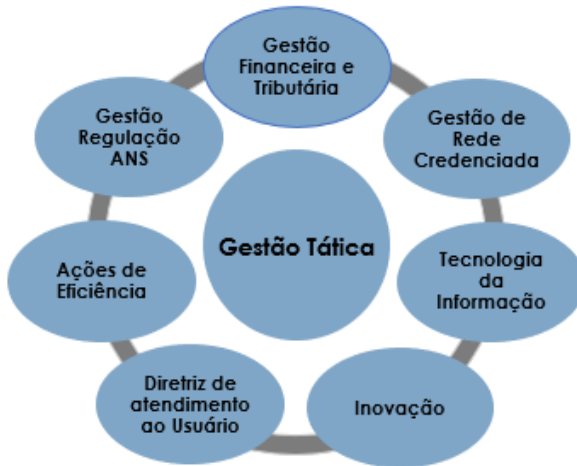 Gestão
Financeira e
Tributária
Gestão de
Rede
Credenciada
Tecnologia
da
Informação
Inovação
Diretriz de
atendimento
ao Usuário
Ações de
Eficiência
Gestão
Regulação
ANS
Gestão Tática